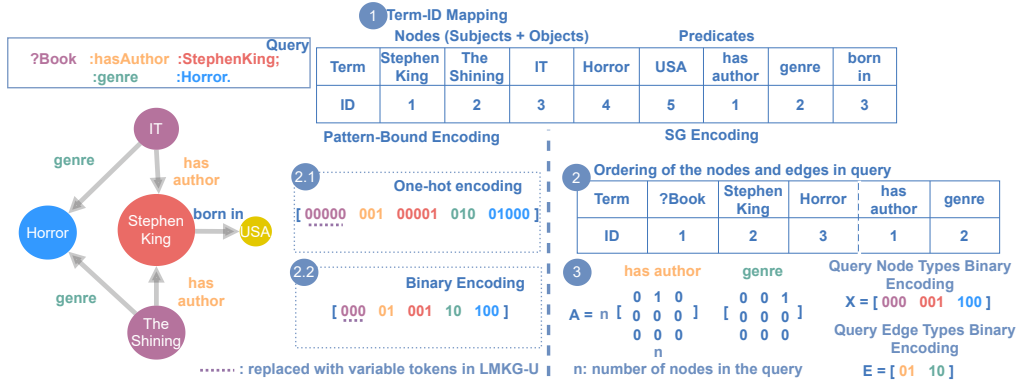 1 Term-ID Mapping
Query
?Book :hasAuthor :StephenKing;
:genre :Horror.
Nodes (Subjects + Objects) Predicates
Term Stephen King The Shining IT Horror USA has author genre born in
ID 1 2 3 4 5 1 2 3
IT
genre
has author
Horror
Stephen King
born in
USA
genre
has author
The Shining
Pattern-Bound Encoding
2.1
One-hot encoding
[ 00000 001 00001 010 01000 ]
2.2
Binary Encoding
[ 000 01 001 10 100 ]
: replaced with variable tokens in LMKG-U
SG Encoding
2 Ordering of the nodes and edges in query
Term ?Book Stephen King Horror has author genre
ID 1 2 3 1 2
3
has author genre
0 1 0 0 0 1
A = n [ 0 0 0 ] [ 0 0 0 ]
0 0 0 0 0 0
n
n: number of nodes in the query
Query Node Types Binary
Encoding
X = [ 000 001 100 ]
Query Edge Types Binary
Encoding
E = [ 01 10 ]